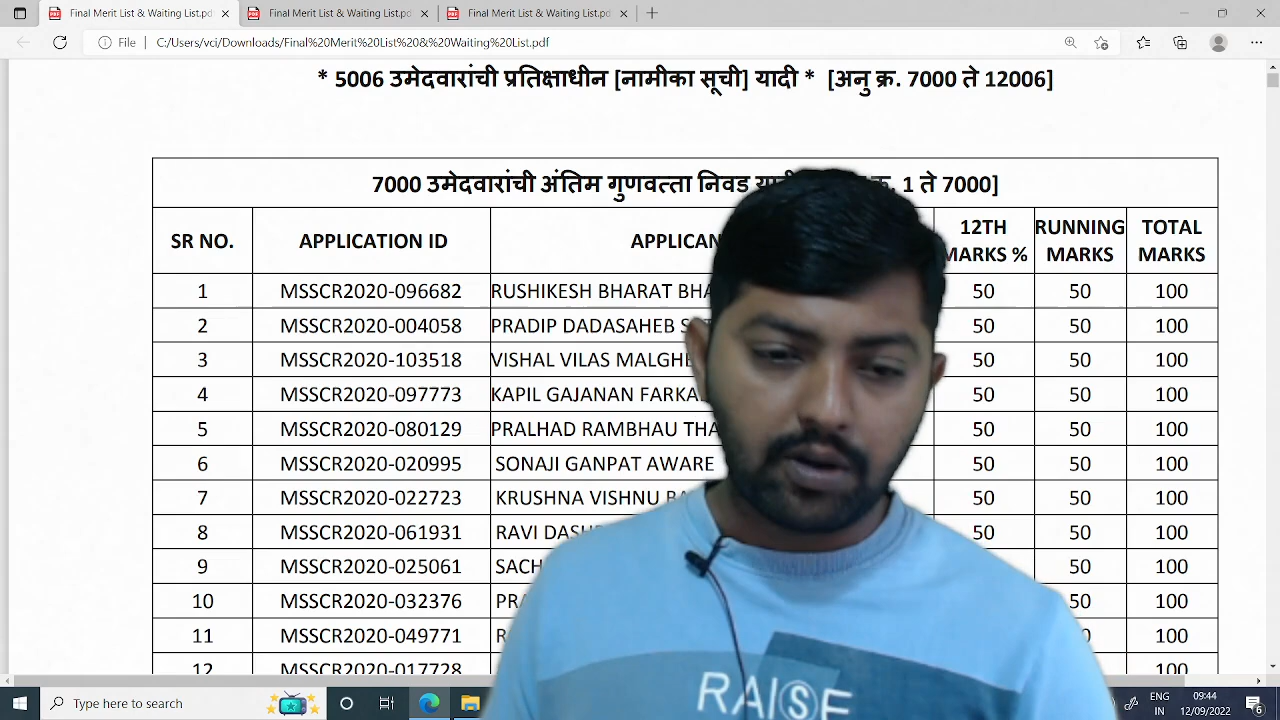 Final Merit List & Waiting List.pd
Final Merit List & Waiting List.pd
Final Merit List & Waiting List.pd
File C:/Users/vci/Downloads/Final%20Merit%20List%20&%20Waiting%20List.pdf
* 5006 उमेदवारांची प्रतिक्षाधीन [नामीका सूची] यादी * [अनु क्र. 7000 ते 12006]
7000 उमेदवारांची अंतिम गुणवत्ता निवड 1 ते 7000]
SR NO. APPLICATION ID 12TH MARKS % RUNNING MARKS TOTAL MARKS
1 MSSCR2020-096682 RUSHIKESH BHARAT 50 50 100
2 MSSCR2020-004058 PRADIP DADASAHEB 50 50 100
3 MSSCR2020-103518 VISHAL VILAS 50 50 100
4 MSSCR2020-097773 KAPIL GAJANAN 50 50 100
5 MSSCR2020-080129 PRALHAD RAMBHAU 50 50 100
6 MSSCR2020-020995 SONAJI GANPAT AWARE 50 50 100
7 MSSCR2020-022723 KRUSHNA VISHNU 50 50 100
8 MSSCR2020-061931 RAVI 50 50 100
9 MSSCR2020-025061 50 100
10 MSSCR2020-032376 50 100
11 MSSCR2020-049771 100
12 MSSCR2020-017728 100
RAISE
Type here to search
ENG
IN
09:44
12/09/2022
6